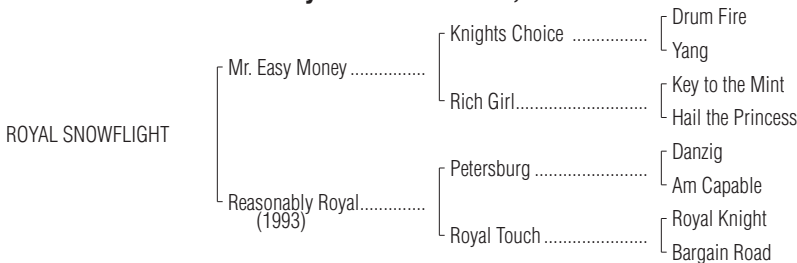 Drum Fire
Knights Choice ................
Yang
Mr. Easy Money ................
Key to the Mint
Rich Girl............................
Hail the Princess
ROYAL SNOWFLIGHT
Danzig
Petersburg ........................
Am Capable
Reasonably Royal..............
(1993)
Royal Knight
Royal Touch ......................
Bargain Road